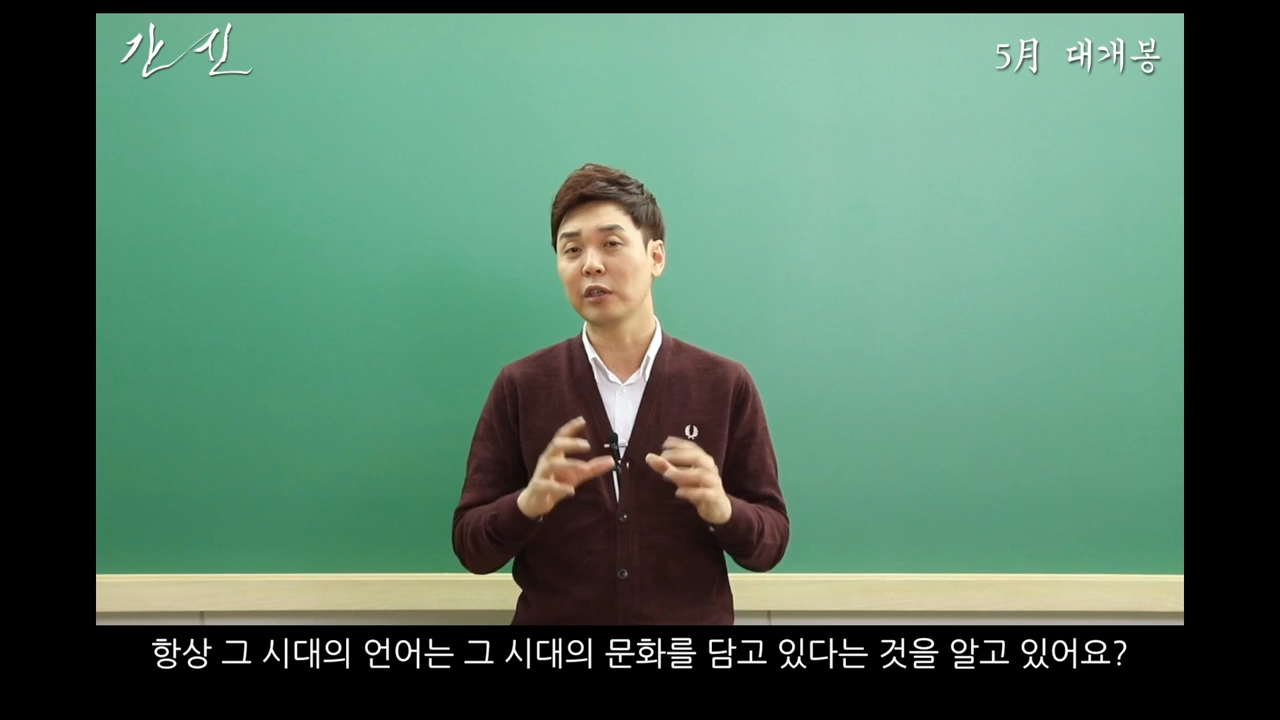 간신
5月 대개봉
항상 그 시대의 언어는 그 시대의 문화를 담고 있다는 것을 알고 있어요?